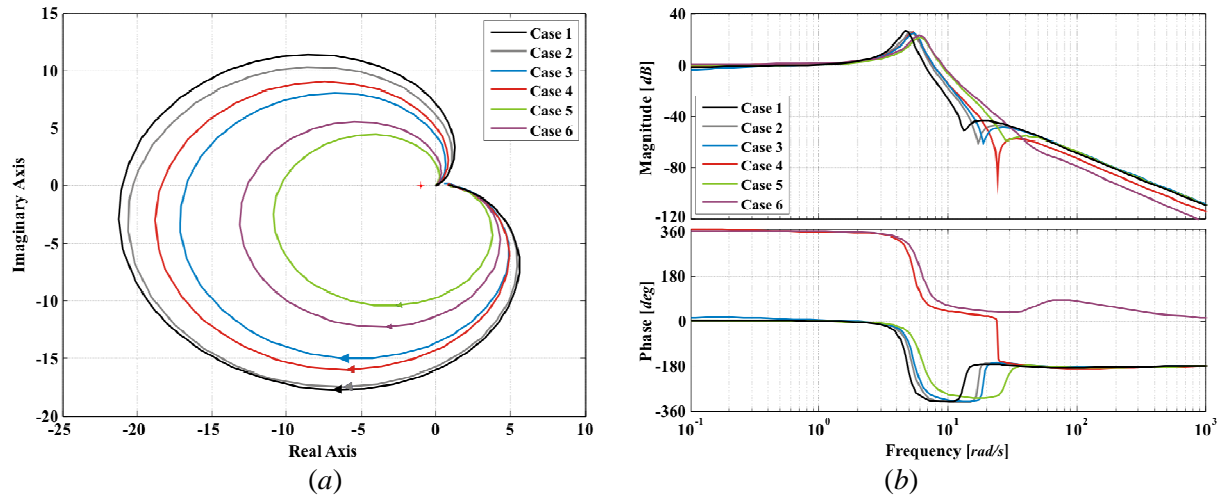 15
10
5
0
-5
-10
-15
-20
-25
-20
-15
-10
-5
0
5
10
Imaginary Axis
Real Axis
Case 1
Case 2
Case 3
Case 4
Case 5
Case 6
(a)
40
0
-40
-80
-120
Magnitude [dB]
Case 1
Case 2
Case 3
Case 4
Case 5
Case 6
360
180
0
-180
-360
Phase [deg]
10^-1
10^0
10^1
10^2
10^3
Frequency [rad/s]
(b)